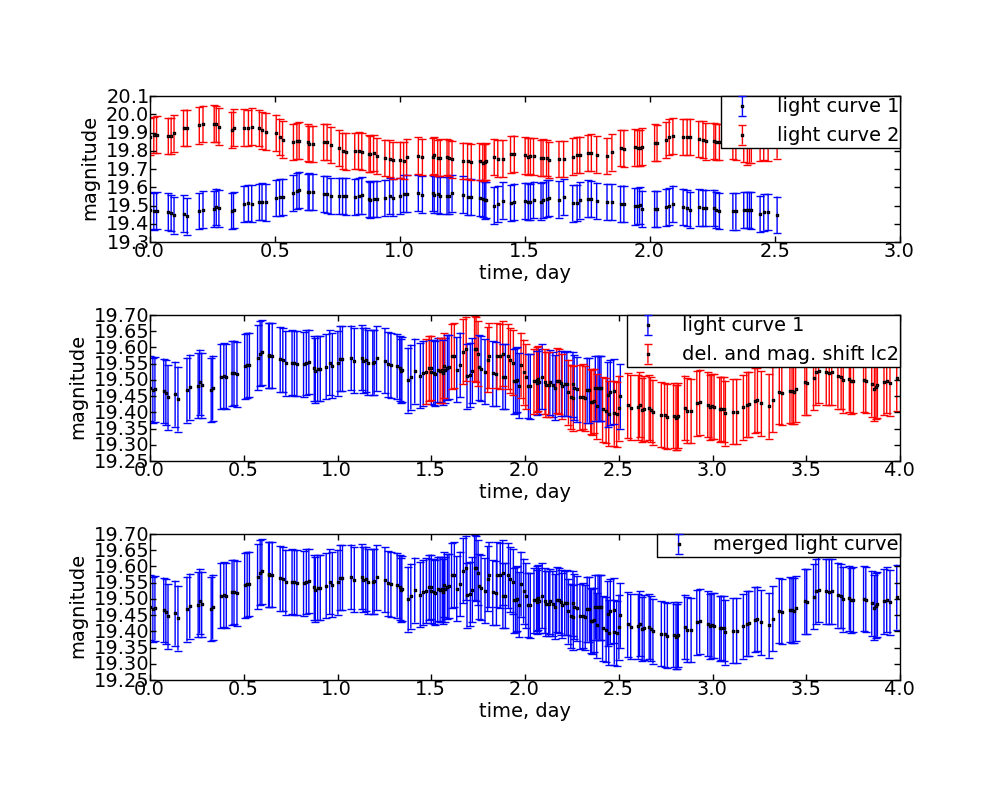 20.1
20.0
19.9
19.8
19.7
19.6
19.5
19.4
19.3
magnitude
light curve 1
light curve 2
0.0 0.5 1.0 1.5 2.0 2.5 3.0
time, day
19.70
19.65
19.60
19.55
19.50
19.45
19.40
19.35
19.30
19.25
magnitude
light curve 1
del. and mag. shift lc2
0.0 0.5 1.0 1.5 2.0 2.5 3.0 3.5 4.0
time, day
19.70
19.65
19.60
19.55
19.50
19.45
19.40
19.35
19.30
19.25
magnitude
merged light curve
0.0 0.5 1.0 1.5 2.0 2.5 3.0 3.5 4.0
time, day